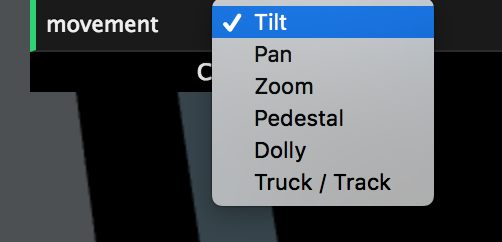 movement
✓ Tilt
Pan
C
Zoom
Pedestal
Dolly
Truck / Track